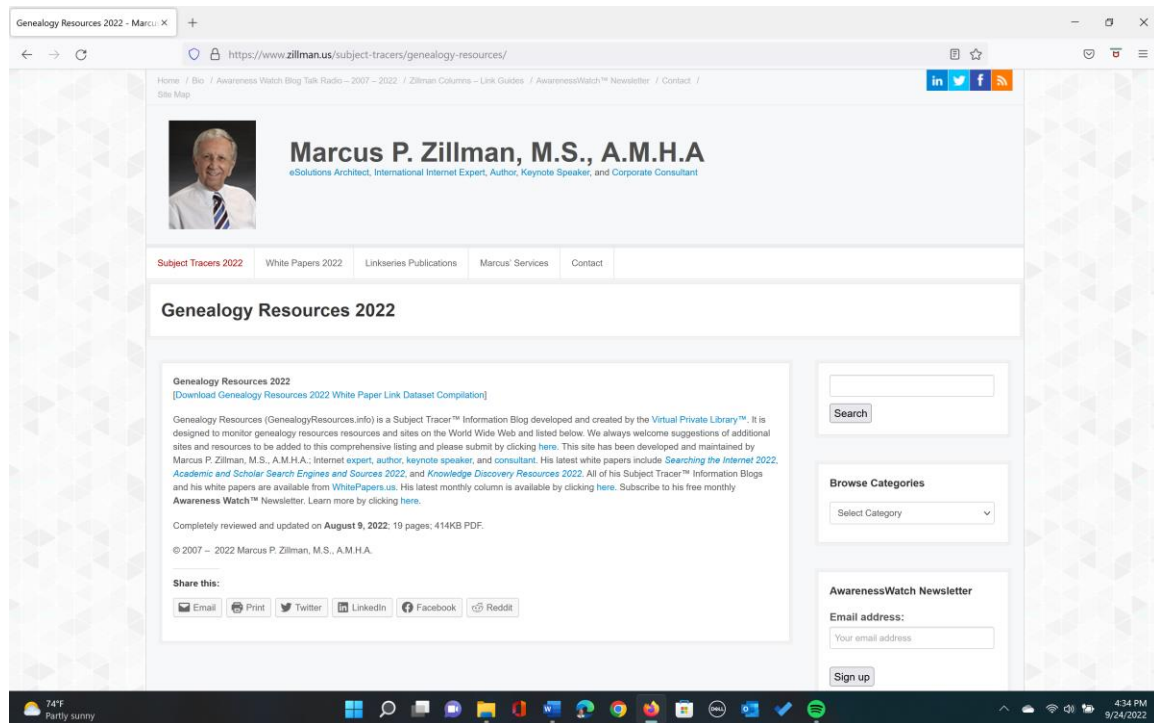 Genealogy Resources 2022 - Marcu
https://www.zillman.us/subject-tracers/genealogy-resources/
Home / Bio / Awareness Watch Blog Talk Radio – 2007 – 2022 / Zillman Columns – Link Guides / AwarenessWatch™ Newsletter / Contact /
Site Map
in f
Marcus P. Zillman, M.S., A.M.H.A
eSolutions Architect, International Internet Expert, Author, Keynote Speaker, and Corporate Consultant
Subject Tracers 2022 White Papers 2022 Linkseries Publications Marcus' Services Contact
Genealogy Resources 2022
Genealogy Resources 2022
[Download Genealogy Resources 2022 White Paper Link Dataset Compilation]
Genealogy Resources (GenealogyResources.info) is a Subject Tracer™ Information Blog developed and created by the Virtual Private Library™. It is
designed to monitor genealogy resources resources and sites on the World Wide Web and listed below. We always welcome suggestions of additional
sites and resources to be added to this comprehensive listing and please submit by clicking here. This site has been developed and maintained by
Marcus P. Zillman, M.S., A.M.H.A.; Internet expert, author, keynote speaker, and consultant. His latest white papers include Searching the Internet 2022,
Academic and Scholar Search Engines and Sources 2022, and Knowledge Discovery Resources 2022. All of his Subject Tracer™ Information Blogs
and his white papers are available from WhitePapers.us. His latest monthly column is available by clicking here. Subscribe to his free monthly
Awareness Watch™ Newsletter. Learn more by clicking here.
Completely reviewed and updated on August 9, 2022; 19 pages; 414KB PDF.
© 2007 – 2022 Marcus P. Zillman, M.S., A.M.H.A.
Share this:
Email Print Twitter LinkedIn Facebook Reddit
Search
Browse Categories
Select Category
AwarenessWatch Newsletter
Email address:
Your email address
Sign up
74°F
Partly sunny
DELL
4:34 PM
9/24/2022